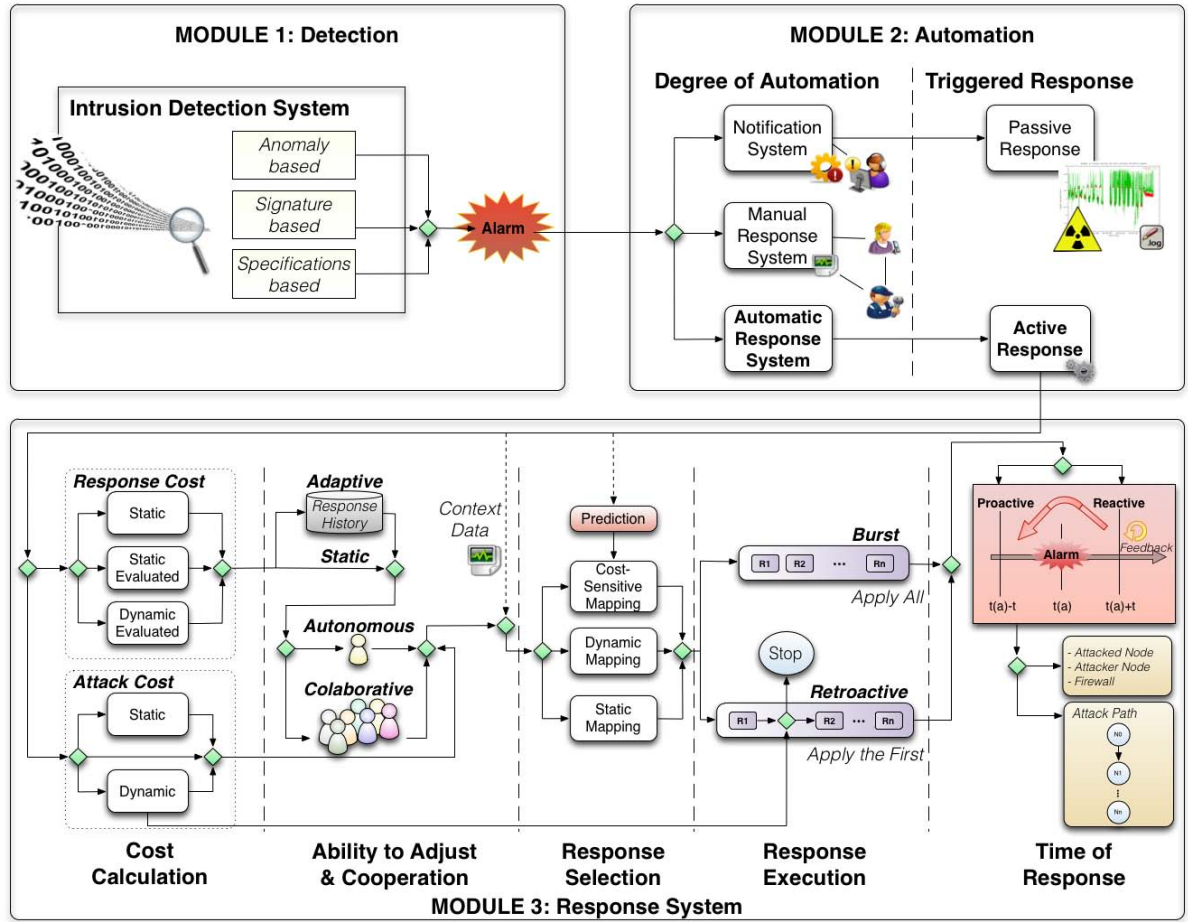 MODULE 1: Detection
Intrusion Detection System
Anomaly
based
Signature
based
Specifications
based
Alarm
MODULE 2: Automation
Degree of Automation
Triggered Response
Notification
System
Passive
Response
Manual
Response
System
.log
Automatic
Response
System
Active
Response
Response Cost
Static
Static
Evaluated
Dynamic
Evaluated
Attack Cost
Static
Dynamic
Cost
Calculation
Adaptive
Response
History
Static
Autonomous
Colaborative
Ability to Adjust
& Cooperation
Context
Data
Prediction
Cost-
Sensitive
Mapping
Dynamic
Mapping
Static
Mapping
Response
Selection
Burst
R1 R2 ... Rn
Apply All
Stop
Retroactive
R1 R2 ... Rn
Apply the First
Response
Execution
Proactive Reactive
Alarm
Feedback
t(a)-t t(a) t(a)+t
- Attacked Node
- Attacker Node
- Firewall
Attack Path
N0
N1
Nn
Time of
Response
MODULE 3: Response System